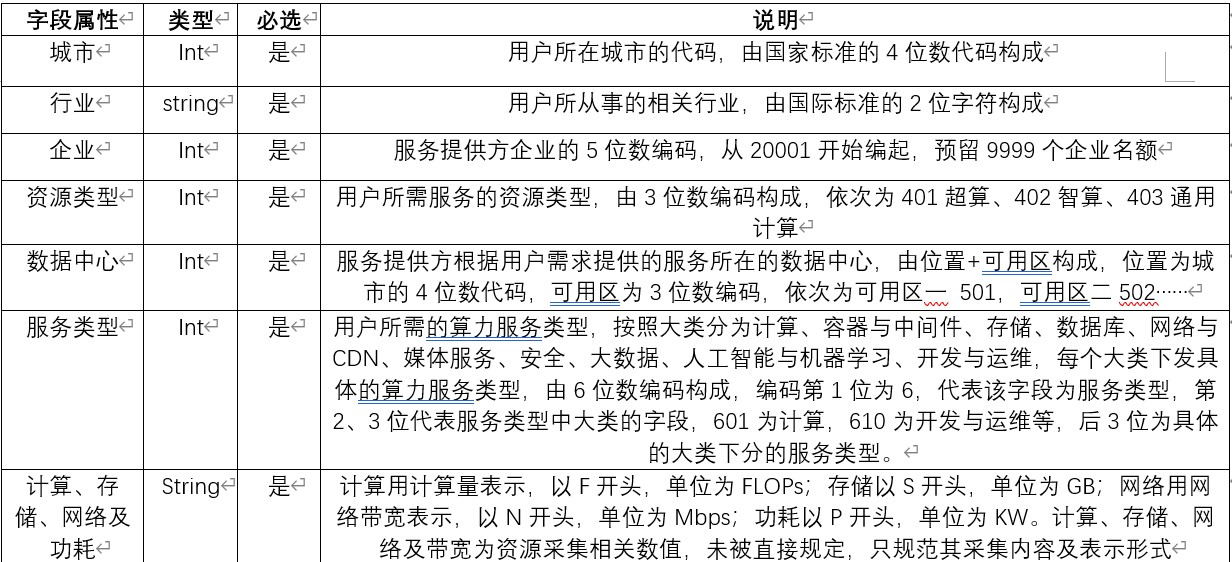 字段属性 类型 必选 说明
城市 Int 是 用户所在城市的代码，由国家标准的 4 位数代码构成
行业 string 是 用户所从事的相关行业，由国际标准的 2 位字符构成
企业 Int 是 服务提供方企业的 5 位数编码，从 20001 开始编起，预留 9999 个企业名额
资源类型 Int 是 用户所需服务的资源类型，由 3 位数编码构成，依次为 401 超算、402 智算、403 通用
计算
数据中心 Int 是 服务提供方根据用户需求提供的服务所在的数据中心，由位置+可用区构成，位置为城
市的 4 位数代码，可用区为 3 位数编码，依次为可用区一 501，可用区二 502……
服务类型 Int 是 用户所需的算力服务类型，按照大类分为计算、容器与中间件、存储、数据库、网络与
CDN、媒体服务、安全、大数据、人工智能与机器学习、开发与运维，每个大类下发具
体的算力服务类型，由 6 位数编码构成，编码第 1 位为 6，代表该字段为服务类型，第
2、3 位代表服务类型中大类的字段，601 为计算，610 为开发与运维等，后 3 位为具体
的大类下分的服务类型。
计算、存 String 是 计算用计算量表示，以 F 开头，单位为 FLOPs；存储以 S 开头，单位为 GB；网络用网
储、网络及 络带宽表示，以 N 开头，单位为 Mbps；功耗以 P 开头，单位为 KW。计算、存储、网
功耗 络及带宽为资源采集相关数值，未被直接规定，只规范其采集内容及表示形式